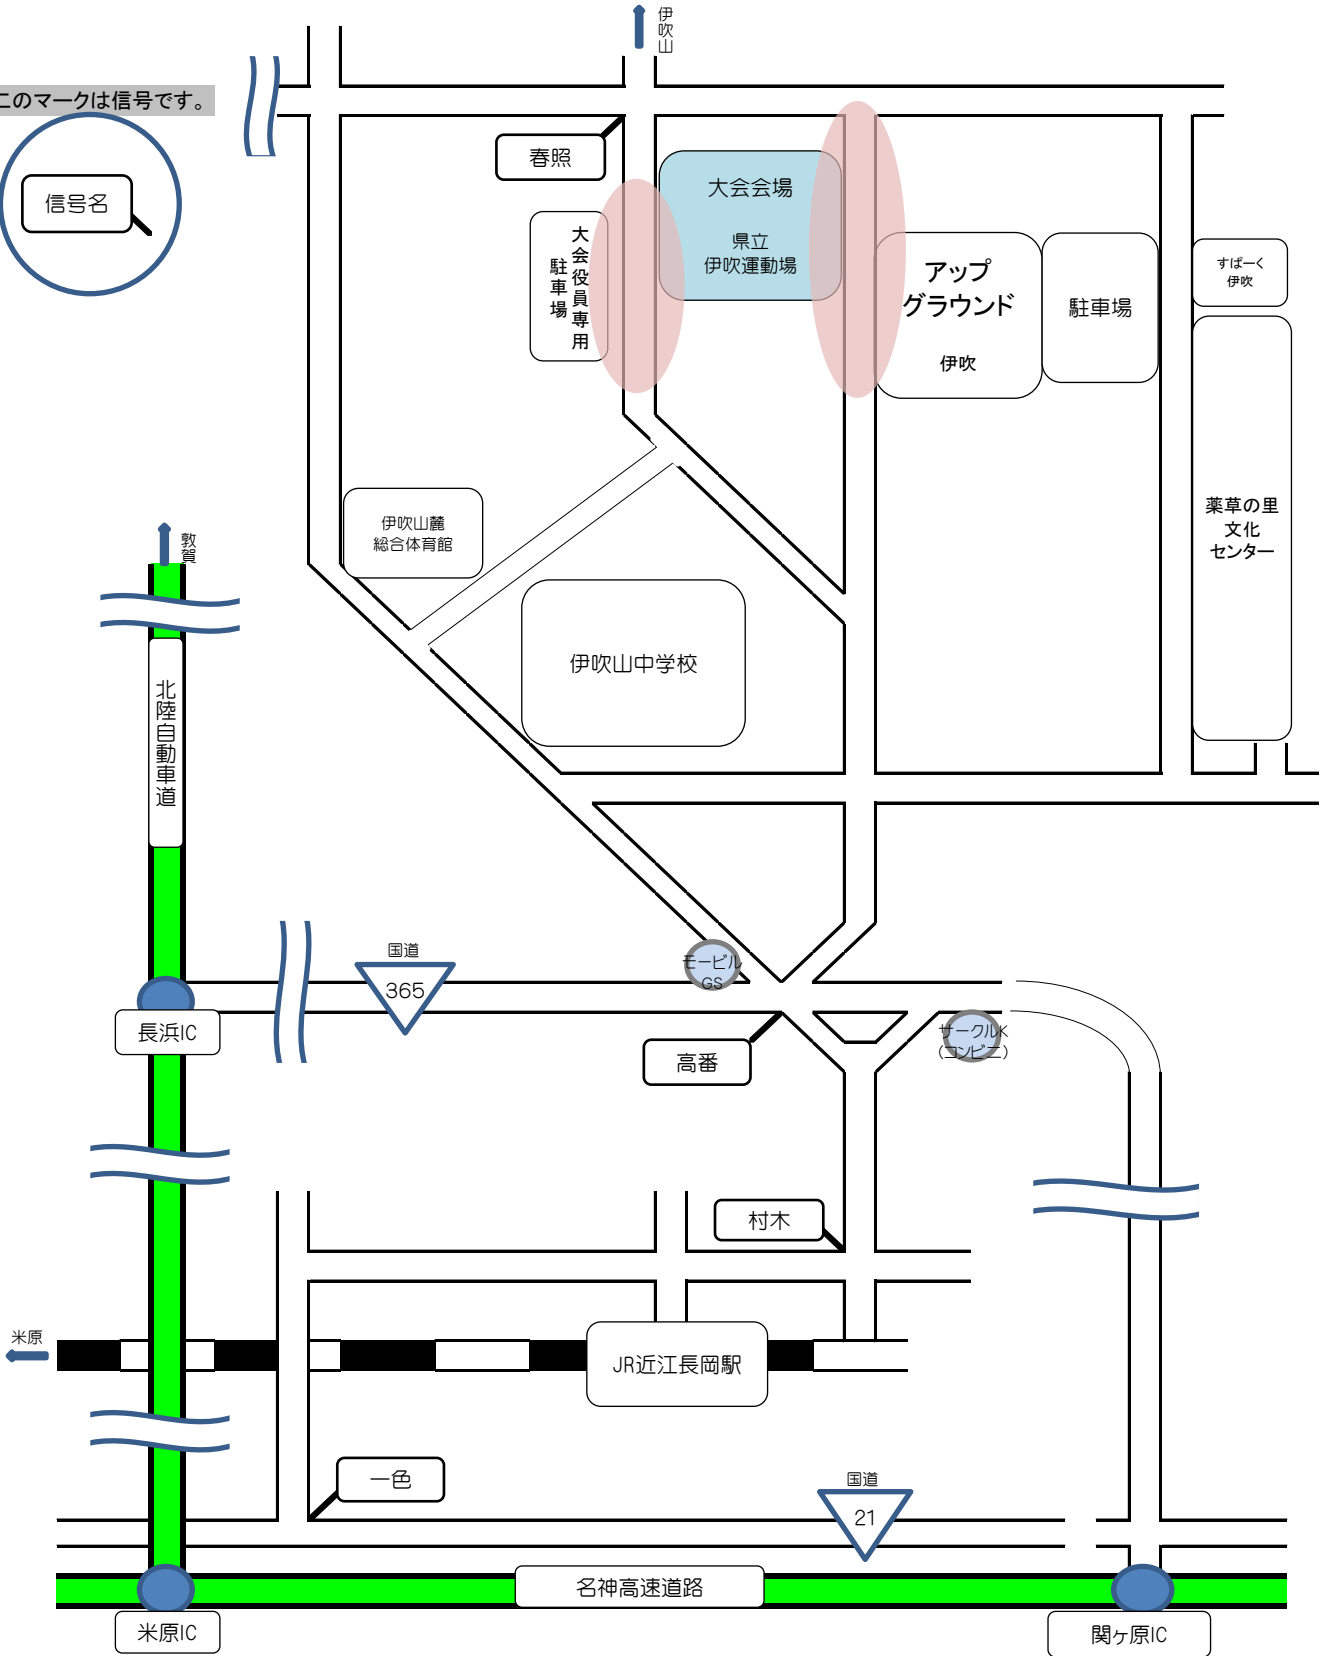 伊吹山
このマークは信号です。
信号名
春照
大会会場
県立
伊吹運動場
大会役員専用
駐車場
アップ
グラウンド
伊吹
駐車場
すぱーく
伊吹
薬草の里
文化
センター
伊吹山麓
総合体育館
伊吹山中学校
敦賀
北陸自動車道
国道
365
モービル
GS
長浜IC
高番
サークルK
(コンビニ)
村木
米原
JR近江長岡駅
一色
国道
21
名神高速道路
米原IC
関ヶ原IC